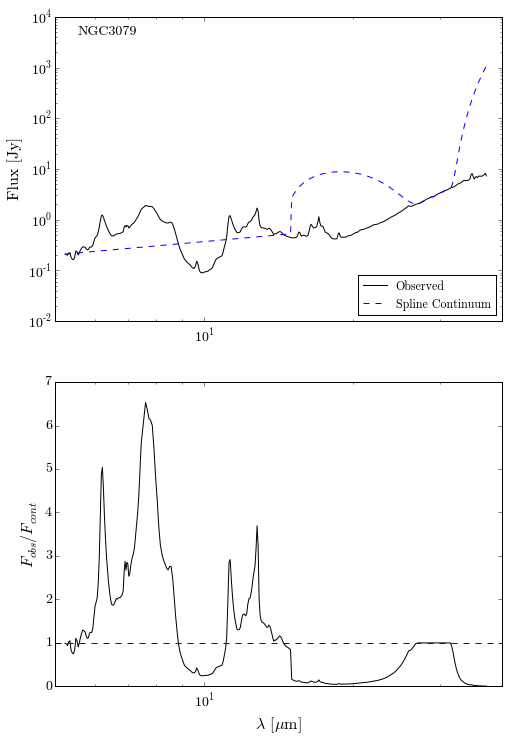 10^4
NGC3079
10^3
10^2
Flux [Jy]
10^1
10^0
10^-1
Observed
Spline Continuum
10^-2
10^1
7
6
5
4
F_obs/F_cont
3
2
1
0
10^1
λ [μm]